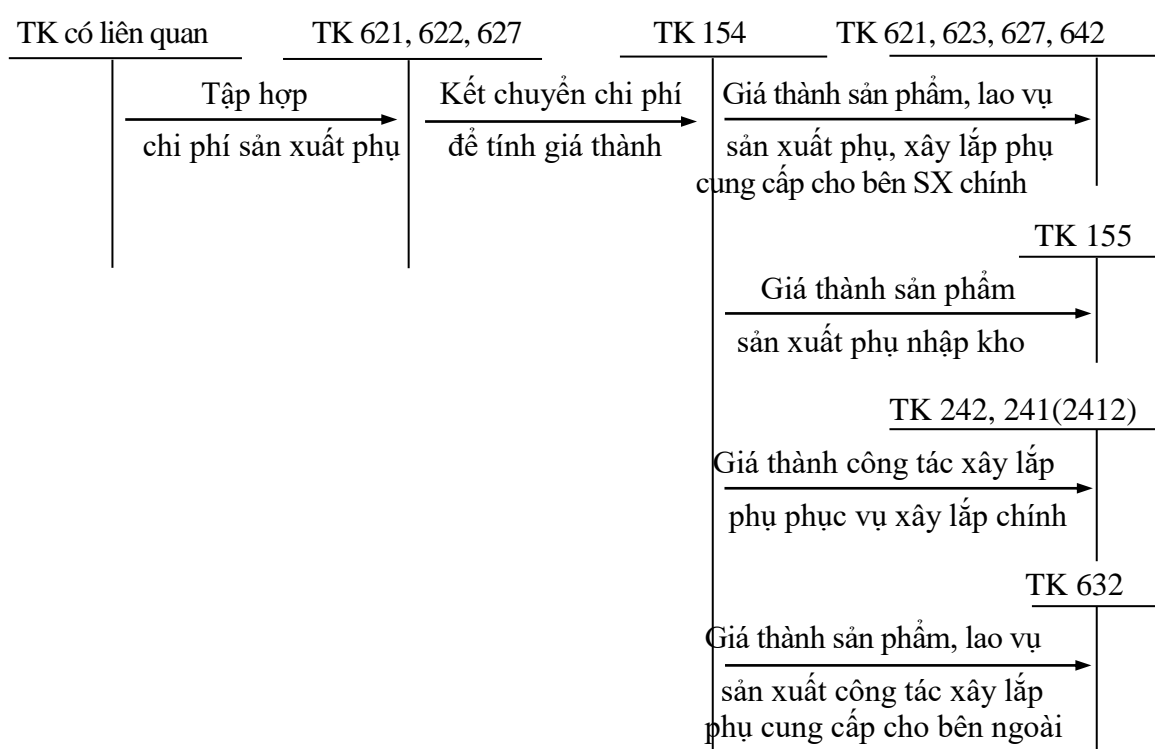 TK có liên quan TK 621, 622, 627 TK 154 TK 621, 623, 627, 642
Tập hợp Kết chuyển chi phí Giá thành sản phẩm, lao vụ
chi phí sản xuất phụ để tính giá thành sản xuất phụ, xây lắp phụ
cung cấp cho bên SX chính
TK 155
Giá thành sản phẩm
sản xuất phụ nhập kho
TK 242, 241(2412)
Giá thành công tác xây lắp
phụ phục vụ xây lắp chính
TK 632
Giá thành sản phẩm, lao vụ
sản xuất công tác xây lắp
phụ cung cấp cho bên ngoài